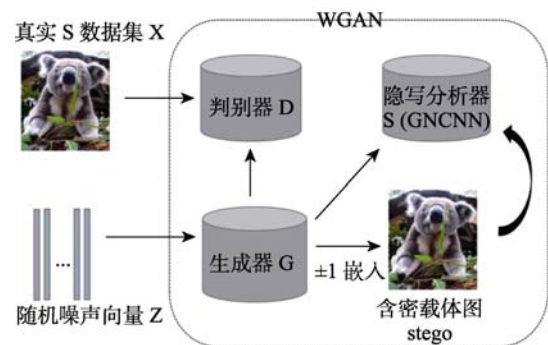 WGAN
真实 S 数据集 X
判别器 D
隐写分析器
S (GNCNN)
...
生成器 G
±1 嵌入
随机噪声向量 Z
含密载体图
stego